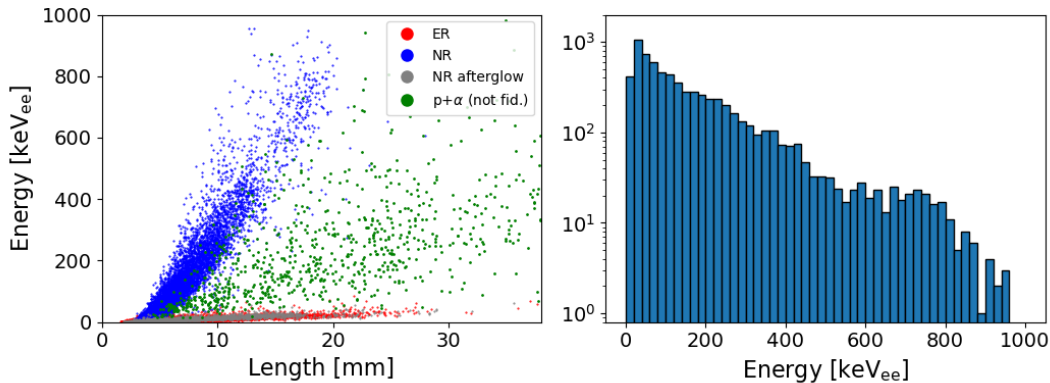 1000
800
600
400
200
0
Energy [keVee]
0
10
20
30
Length [mm]
ER
NR
NR afterglow
p+α (not fid.)
10³
10²
10¹
10⁰
0
200
400
600
800
1000
Energy [keVee]